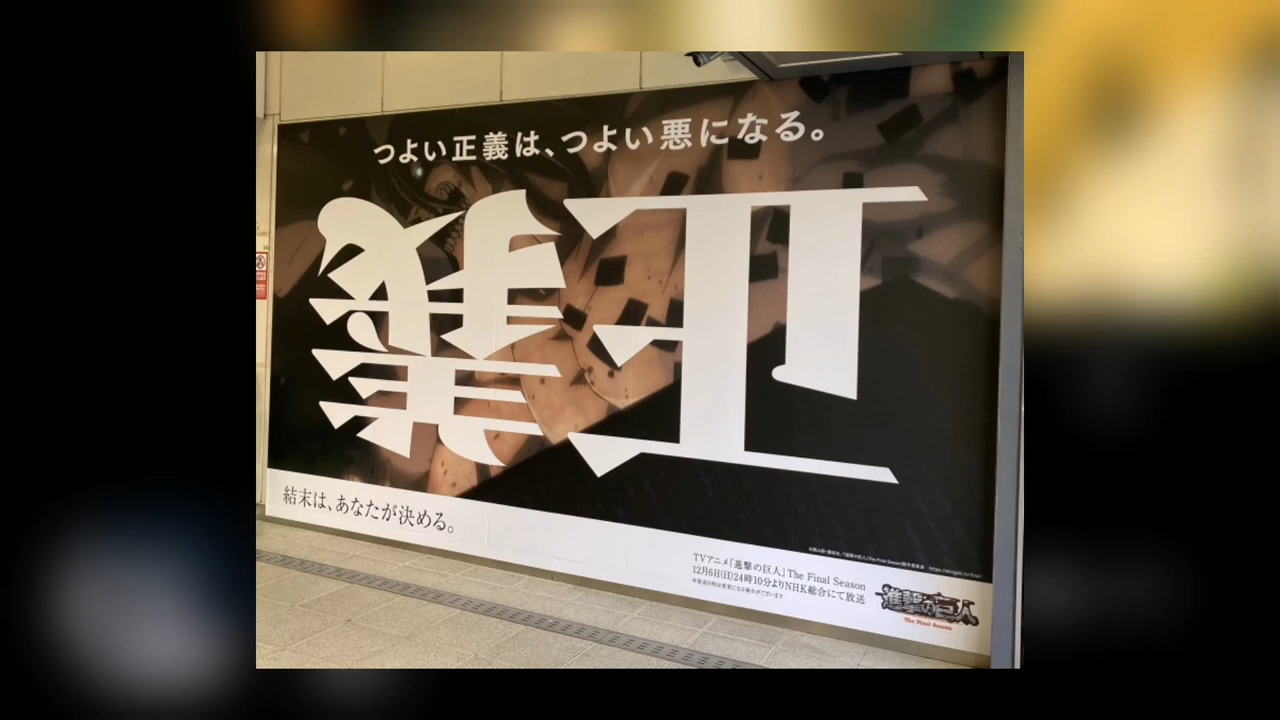 つよい正義は、つよい悪になる。
正義
結末は、あなたが決める。
TVアニメ「進撃の巨人」The Final Season
12月6日(日)24時10分よりNHK総合にて放送
※放送日時は変更になる場合がございます
進撃の巨人
The Final Season